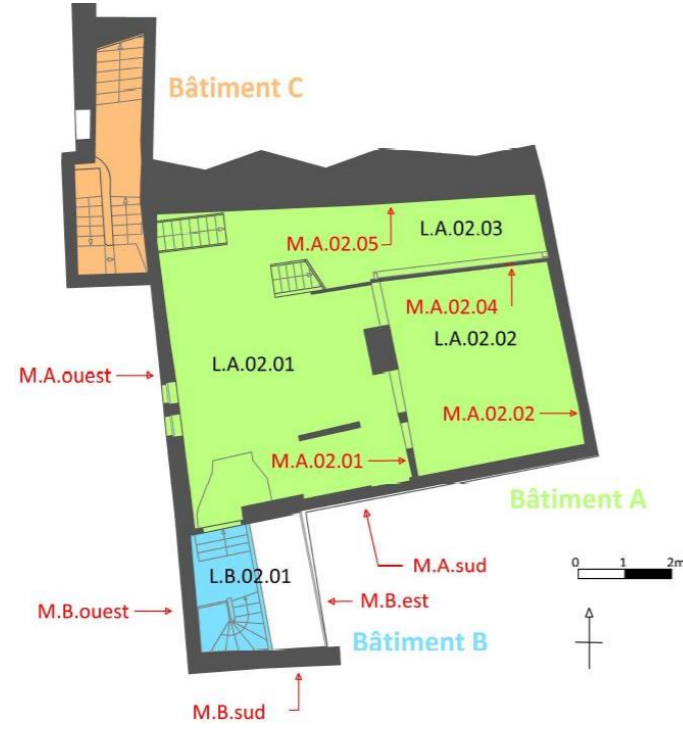 Bâtiment C
L.A.02.03
M.A.02.05
M.A.02.04
L.A.02.02
L.A.02.01
M.A.ouest
M.A.02.02
M.A.02.01
Bâtiment A
0 1 2m
M.A.sud
L.B.02.01
M.B.est
M.B.ouest
Bâtiment B
M.B.sud